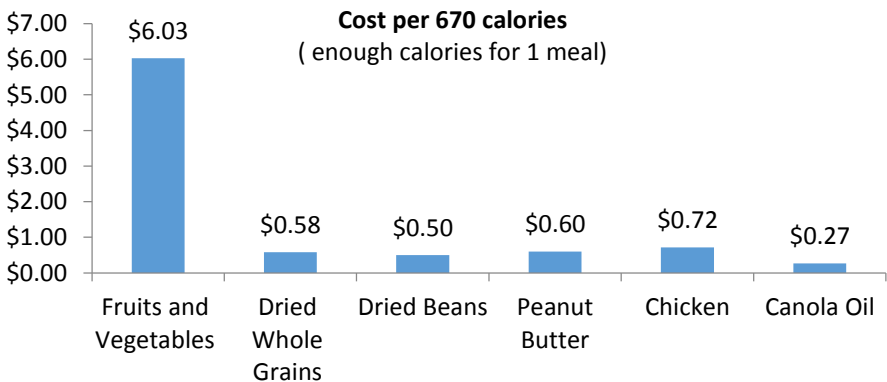 Cost per 670 calories
( enough calories for 1 meal)
$7.00
$6.00
$5.00
$4.00
$3.00
$2.00
$1.00
$0.00
$6.03
$0.58
$0.50
$0.60
$0.72
$0.27
Fruits and
Vegetables
Dried
Whole
Grains
Dried Beans
Peanut
Butter
Chicken
Canola Oil